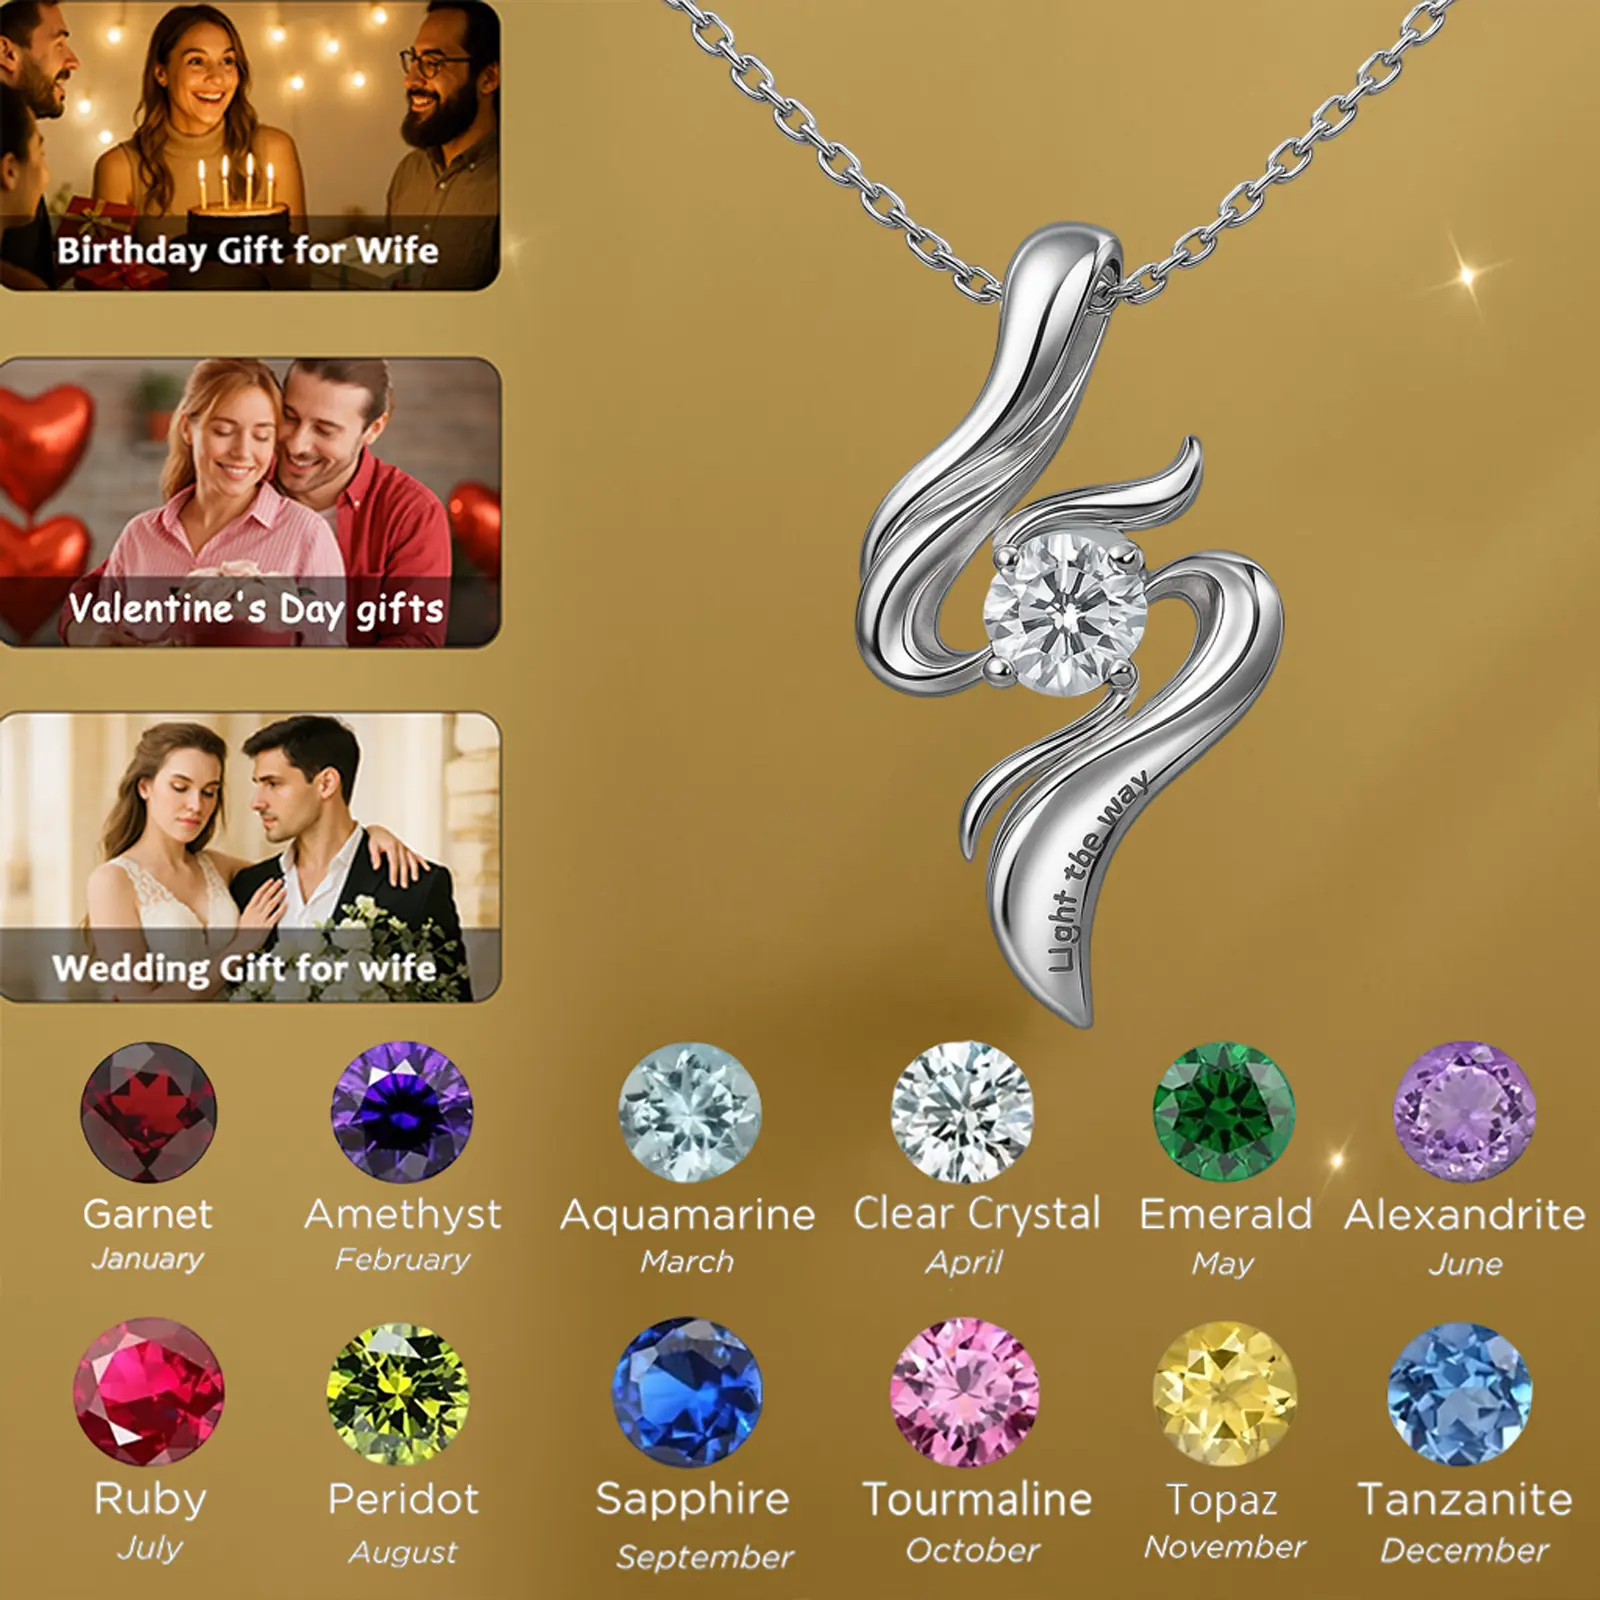 Birthday Gift for Wife
Valentine's Day gifts
Wedding Gift for wife
Light the way
Garnet
January
Amethyst
February
Aquamarine
March
Clear Crystal
April
Emerald
May
Alexandrite
June
Ruby
July
Peridot
August
Sapphire
September
Tourmaline
October
Topaz
November
Tanzanite
December